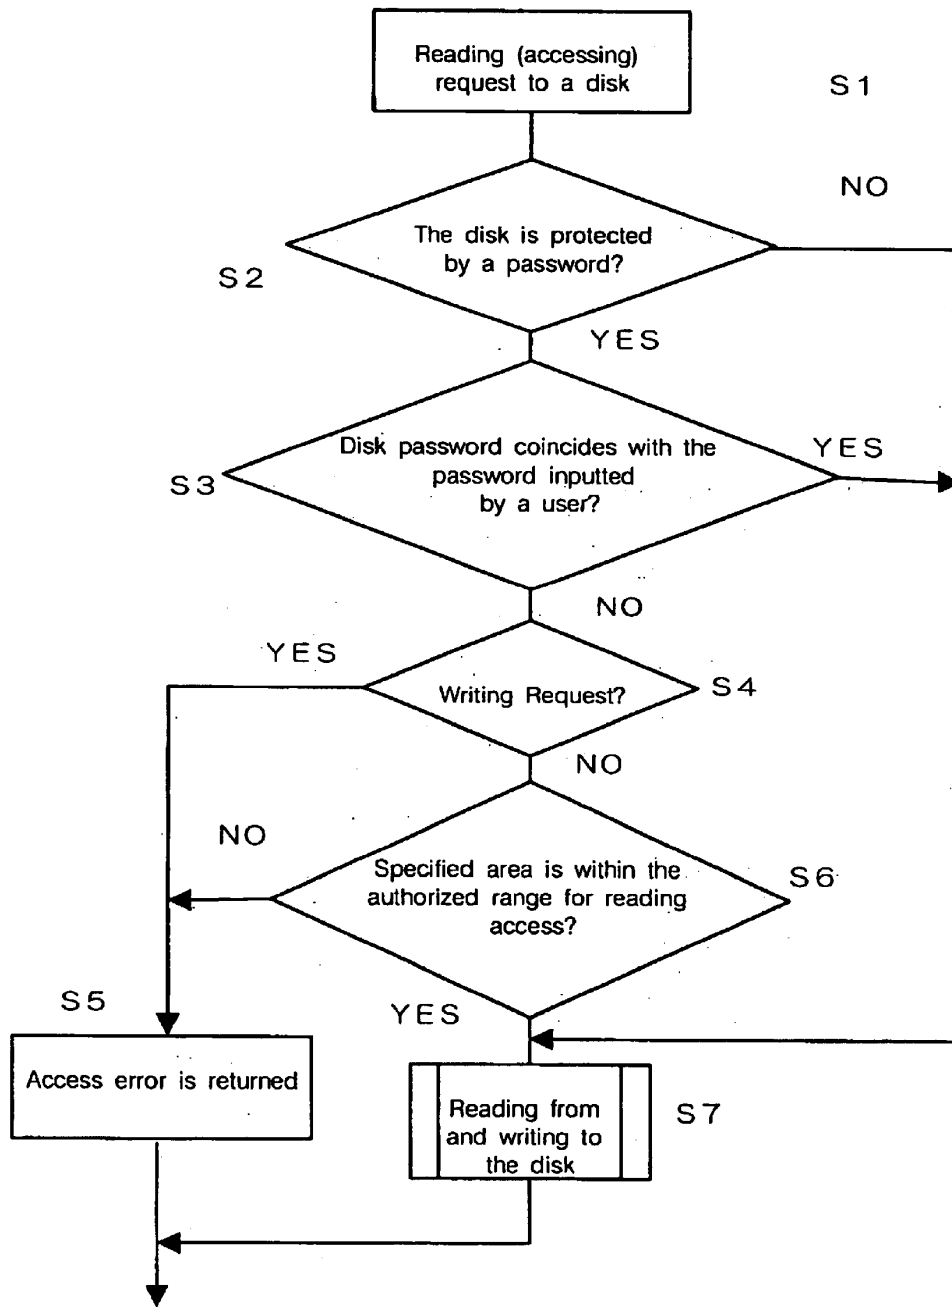 Reading (accessing)
request to a disk
S1
NO
The disk is protected
by a password?
S2
YES
Disk password coincides with the
password inputted
by a user?
YES
S3
NO
YES
Writing Request?
S4
NO
NO
Specified area is within the
authorized range for reading
access?
S6
S5
YES
Access error is returned
Reading from
and writing to
the disk
S7